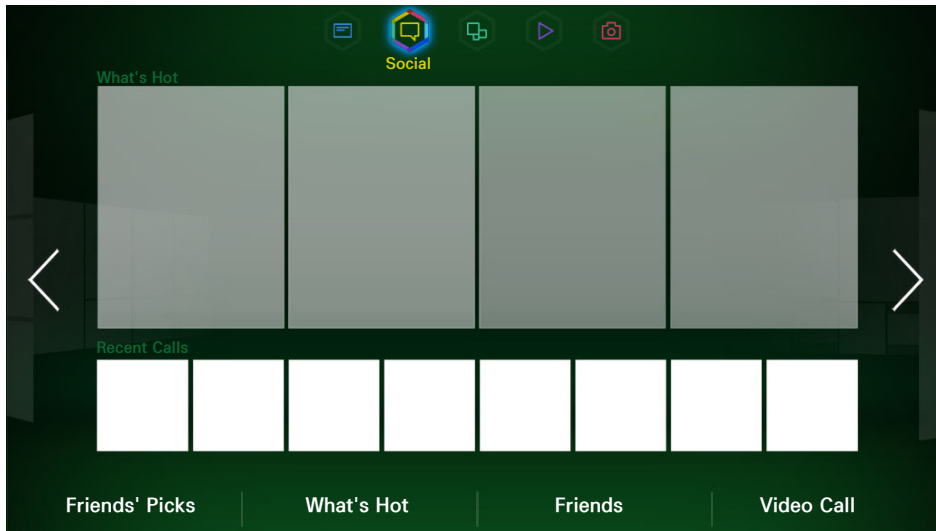 Social
What's Hot
Recent Calls
Friends' Picks
What's Hot
Friends
Video Call